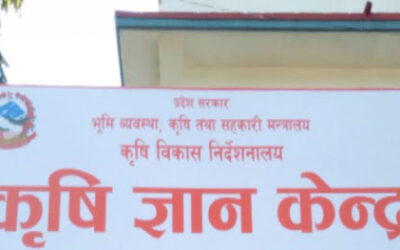 प्रदेश सरकार
भूमि व्यवस्था, कृषि तथा सहकारी मन्त्रालय
कृषि विकास निर्देशनालय
कृषि ज्ञान केन्द्र